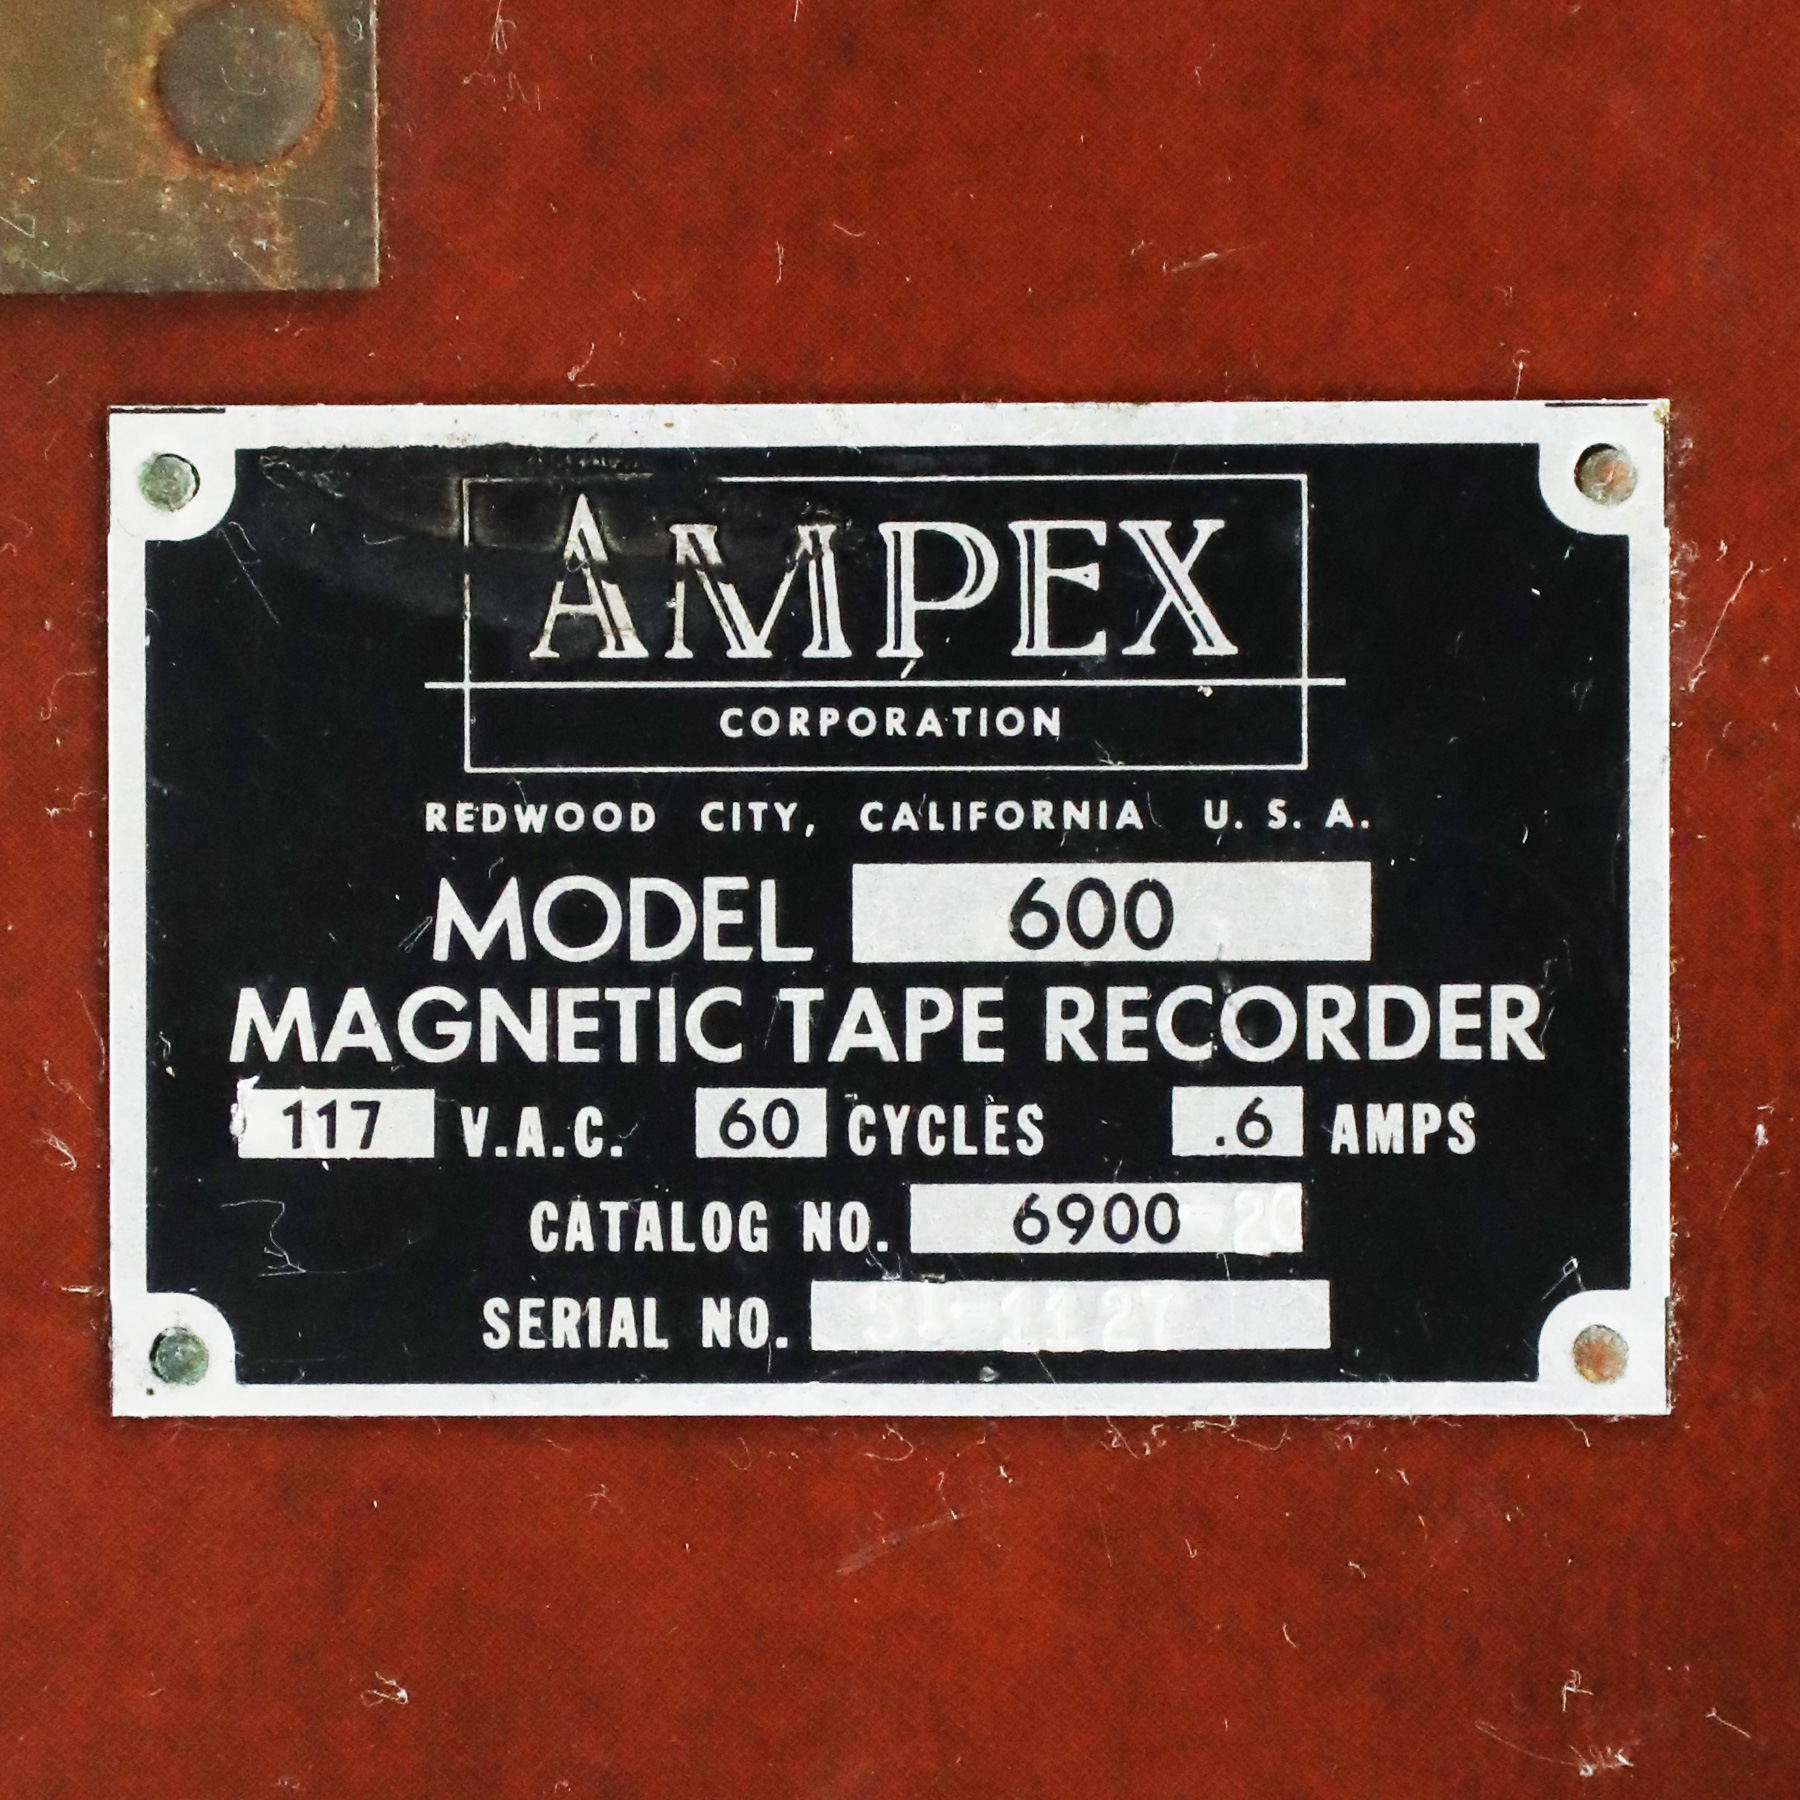 AMPEX
CORPORATION
REDWOOD CITY, CALIFORNIA U. S. A.
MODEL 600
MAGNETIC TAPE RECORDER
117 V.A.C. 60 CYCLES .6 AMPS
CATALOG NO. 6900-20
SERIAL NO.